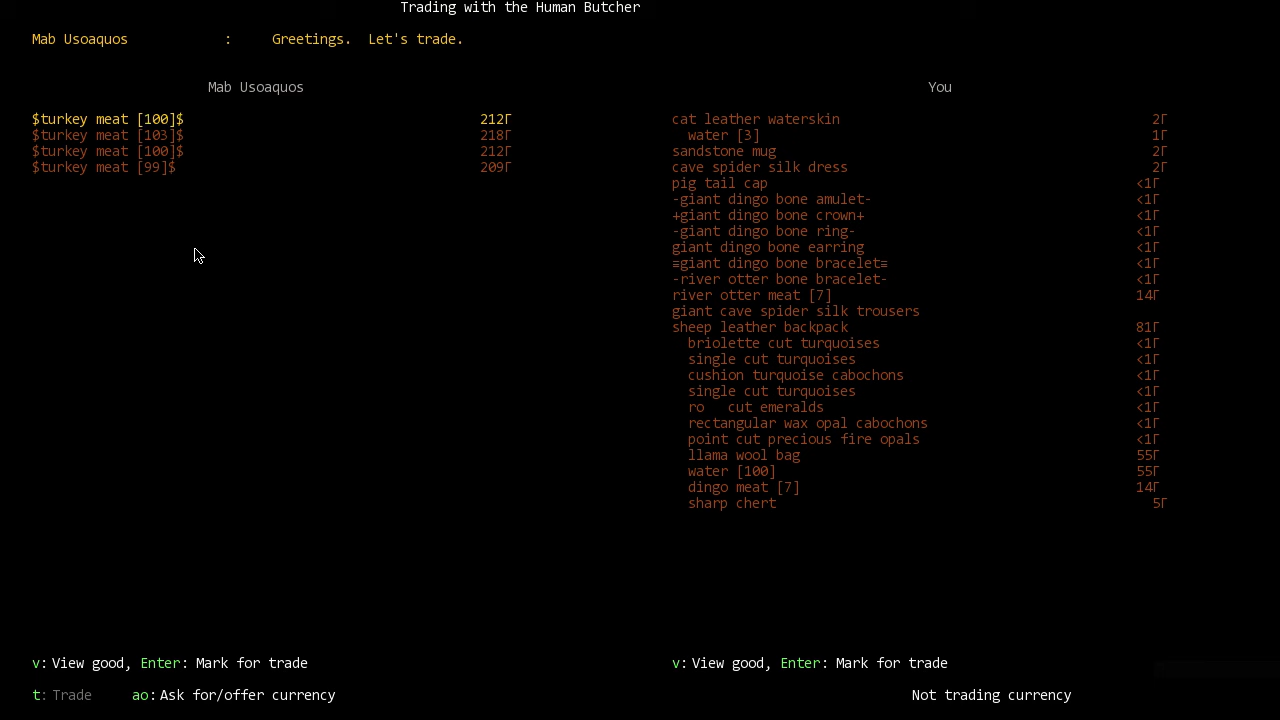 Trading with the Human Butcher
Mab Usoaquos : Greetings. Let's trade.
Mab Usoaquos You
$turkey meat [100]$ 212Γ cat leather waterskin 2Γ
$turkey meat [103]$ 218Γ water [3] 1Γ
$turkey meat [100]$ 212Γ sandstone mug 2Γ
$turkey meat [99]$ 209Γ cave spider silk dress 2Γ
pig tail cap <1Γ
-giant dingo bone amulet- <1Γ
+giant dingo bone crown+ <1Γ
-giant dingo bone ring- <1Γ
giant dingo bone earring <1Γ
≡giant dingo bone bracelet≡ <1Γ
-river otter bone bracelet- <1Γ
river otter meat [7] 14Γ
giant cave spider silk trousers
sheep leather backpack 81Γ
briolette cut turquoises <1Γ
single cut turquoises <1Γ
cushion turquoise cabochons <1Γ
single cut turquoises <1Γ
ro cut emeralds <1Γ
rectangular wax opal cabochons <1Γ
point cut precious fire opals <1Γ
llama wool bag 55Γ
water [100] 55Γ
dingo meat [7] 14Γ
sharp chert 5Γ
v: View good, Enter: Mark for trade v: View good, Enter: Mark for trade
t: Trade ao: Ask for/offer currency Not trading currency